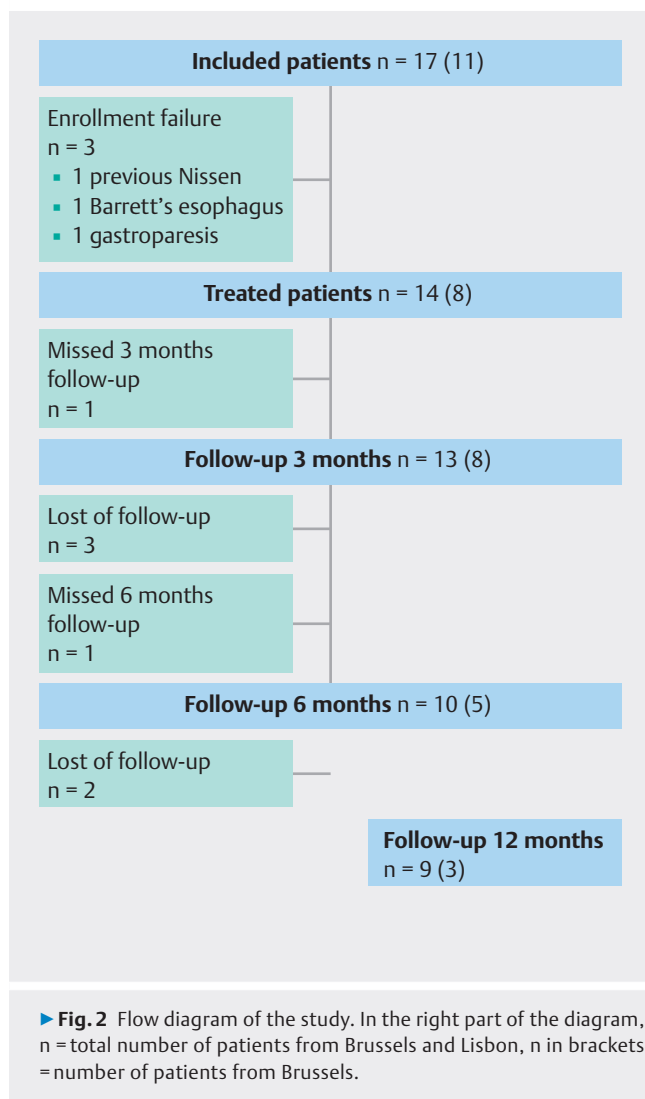 Included patients n = 17 (11)
Enrollment failure
n = 3
▪ 1 previous Nissen
▪ 1 Barrett's esophagus
▪ 1 gastroparesis
Treated patients n = 14 (8)
Missed 3 months
follow-up
n = 1
Follow-up 3 months n = 13 (8)
Lost of follow-up
n = 3
Missed 6 months
follow-up
n = 1
Follow-up 6 months n = 10 (5)
Lost of follow-up
n = 2
Follow-up 12 months
n = 9 (3)
▶ Fig. 2 Flow diagram of the study. In the right part of the diagram,
n = total number of patients from Brussels and Lisbon, n in brackets
= number of patients from Brussels.